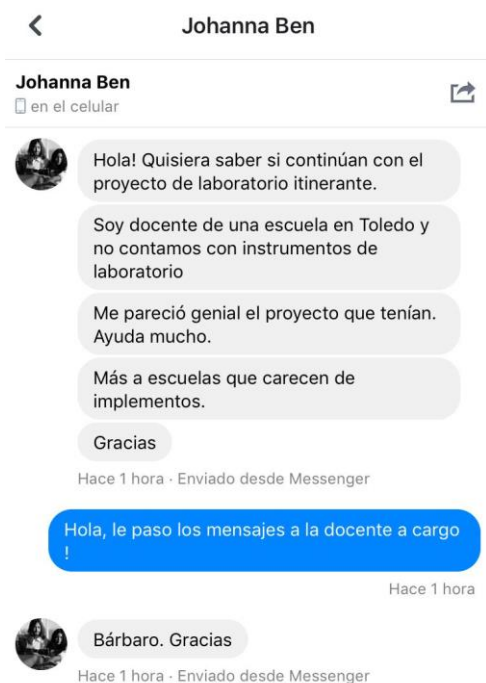 Johanna Ben
Johanna Ben
en el celular
Hola! Quisiera saber si continúan con el
proyecto de laboratorio itinerante.
Soy docente de una escuela en Toledo y
no contamos con instrumentos de
laboratorio
Me pareció genial el proyecto que tenían.
Ayuda mucho.
Más a escuelas que carecen de
implementos.
Gracias
Hace 1 hora · Enviado desde Messenger
Hola, le paso los mensajes a la docente a cargo
!
Hace 1 hora
Bárbaro. Gracias
Hace 1 hora · Enviado desde Messenger